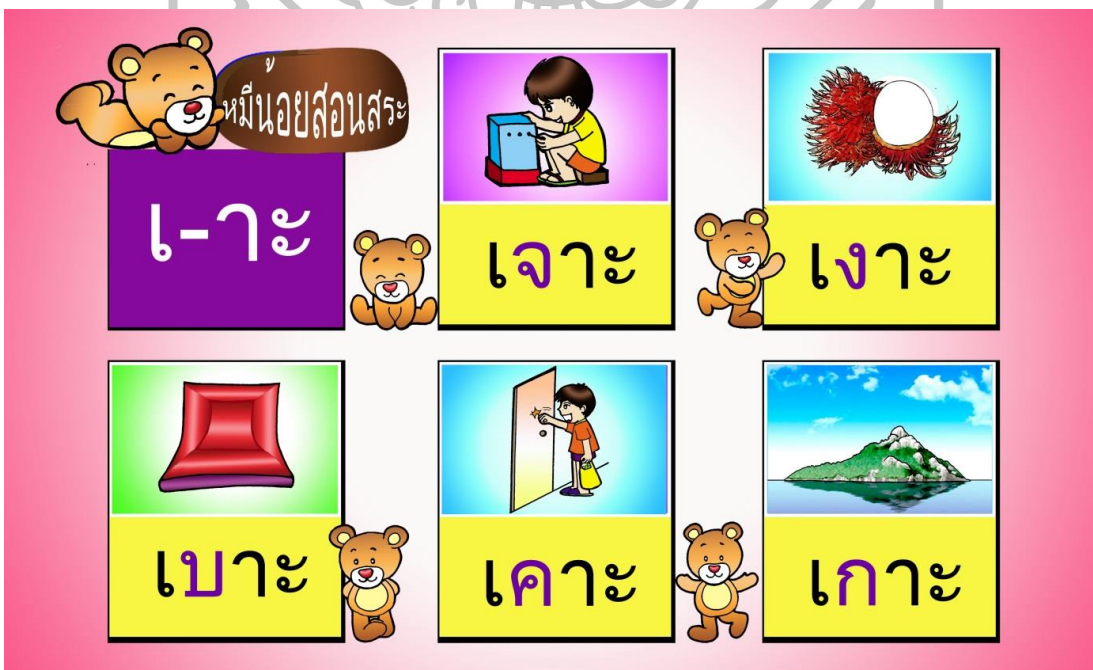 หมีน้อยสอนสระ
เ-าะ
เจาะ
เงาะ
เบาะ
เคาะ
เกาะ